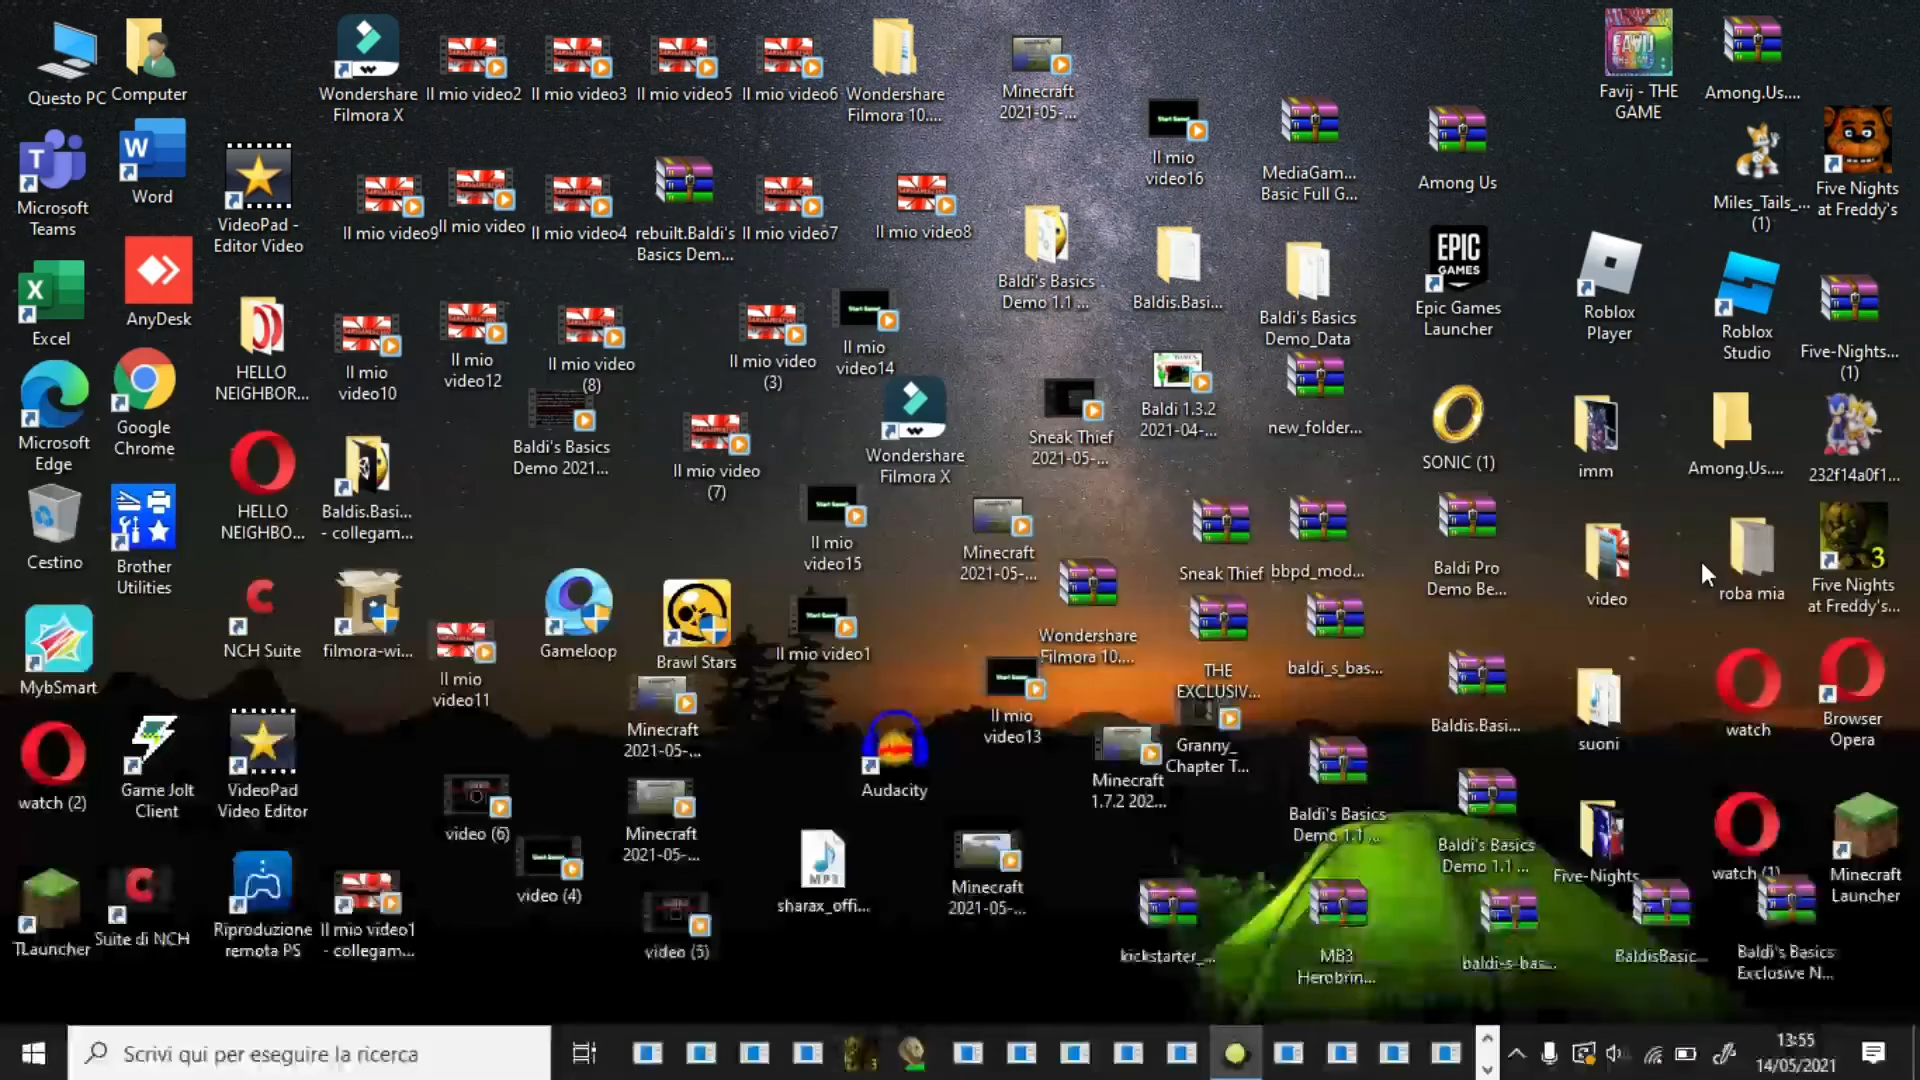 Questo PC
Computer
Wondershare
Filmora X
Il mio video2
Il mio video3
Il mio video5
Il mio video6
Wondershare
Filmora 10....
Minecraft
2021-05-...
Favij - THE
GAME
Among.Us....
Microsoft
Teams
Word
VideoPad -
Editor Video
Il mio video9
Il mio video
Il mio video4
rebuilt.Baldi's
Basics Dem...
Il mio video7
Il mio video8
Il mio
video16
MediaGam...
Basic Full G...
Among Us
Miles_Tails_...
(1)
Five Nights
at Freddy's
Excel
AnyDesk
HELLO
NEIGHBOR...
Il mio
video10
Il mio
video12
Il mio video
(8)
Il mio video
(3)
Il mio
video14
Baldi's Basics
Demo 1.1 ...
Baldis.Basi...
Baldi's Basics
Demo_Data
EPIC
GAMES
Epic Games
Launcher
Roblox
Player
Roblox
Studio
Five-Nights...
(1)
Microsoft
Edge
Google
Chrome
HELLO
NEIGHBO...
Baldis.Basi...
- collegam...
Baldi's Basics
Demo 2021...
Il mio video
(7)
Wondershare
Filmora X
Sneak Thief
2021-05-...
Baldi 1.3.2
2021-04-...
new_folder...
SONIC (1)
imm
Among.Us....
232f14a0f1...
Cestino
Brother
Utilities
Il mio
video15
Minecraft
2021-05-...
Sneak Thief
bbpd_mod...
Baldi Pro
Demo Be...
video
roba mia
3
Five Nights
at Freddy's...
MybSmart
NCH Suite
filmora-wi...
Il mio
video11
Gameloop
Brawl Stars
Il mio video1
Wondershare
Filmora 10....
THE
EXCLUSIV...
baldi_s_bas...
Baldis.Basi...
suoni
watch
Browser
Opera
watch (2)
Game Jolt
Client
VideoPad
Video Editor
Minecraft
2021-05-...
Audacity
Il mio
video13
Minecraft
1.7.2 202...
Granny_
Chapter T...
Baldi's Basics
Demo 1.1 ...
Baldi's Basics
Demo 1.1 ...
Five-Nights...
watch (1)
Minecraft
Launcher
video (6)
Minecraft
2021-05-...
video (4)
MP3
sharax_offi...
Minecraft
2021-05-...
TLauncher
Suite di NCH
Riproduzione
remota PS
Il mio video1
- collegam...
video (5)
kickstarter_...
MB3
Herobrin...
baldi-s-bas...
BaldisBasic...
Baldi's Basics
Exclusive N...
Scrivi qui per eseguire la ricerca
13:55
14/05/2021